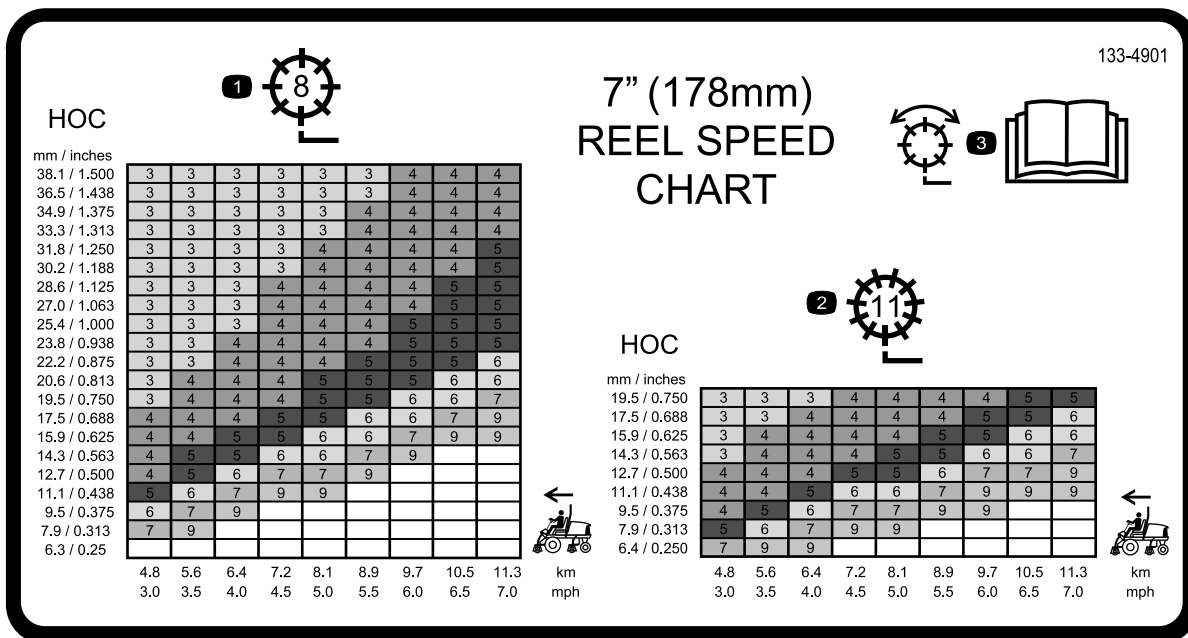 133-4901
1
8
7” (178mm)
REEL SPEED
CHART
3
HOC
mm / inches
38.1 / 1.500 3 3 3 3 3 3 4 4 4
36.5 / 1.438 3 3 3 3 3 3 4 4 4
34.9 / 1.375 3 3 3 3 3 4 4 4 4
33.3 / 1.313 3 3 3 3 3 4 4 4 4
31.8 / 1.250 3 3 3 3 4 4 4 4 5
30.2 / 1.188 3 3 3 3 4 4 4 4 5
28.6 / 1.125 3 3 3 4 4 4 4 5 5
27.0 / 1.063 3 3 3 4 4 4 4 5 5
25.4 / 1.000 3 3 3 4 4 4 5 5 5
23.8 / 0.938 3 3 4 4 4 4 5 5 5
22.2 / 0.875 3 3 4 4 4 5 5 5 6
20.6 / 0.813 3 4 4 4 5 5 5 6 6
19.5 / 0.750 3 4 4 4 5 5 6 6 7
17.5 / 0.688 4 4 4 5 5 6 6 7 9
15.9 / 0.625 4 4 5 5 6 6 7 9 9
14.3 / 0.563 4 5 5 6 6 7 9
12.7 / 0.500 4 5 6 7 7 9
11.1 / 0.438 5 6 7 9 9
9.5 / 0.375 6 7 9
7.9 / 0.313 7 9
6.3 / 0.25
4.8 5.6 6.4 7.2 8.1 8.9 9.7 10.5 11.3 km
3.0 3.5 4.0 4.5 5.0 5.5 6.0 6.5 7.0 mph
2
11
HOC
mm / inches
19.5 / 0.750 3 3 3 4 4 4 4 5 5
17.5 / 0.688 3 3 4 4 4 4 5 5 6
15.9 / 0.625 3 4 4 4 4 5 5 6 6
14.3 / 0.563 3 4 4 4 5 5 6 6 7
12.7 / 0.500 4 4 4 5 5 6 7 7 9
11.1 / 0.438 4 4 5 6 6 7 9 9 9
9.5 / 0.375 4 5 6 7 7 9 9
7.9 / 0.313 5 6 7 9 9
6.4 / 0.250 7 9 9
4.8 5.6 6.4 7.2 8.1 8.9 9.7 10.5 11.3 km
3.0 3.5 4.0 4.5 5.0 5.5 6.0 6.5 7.0 mph